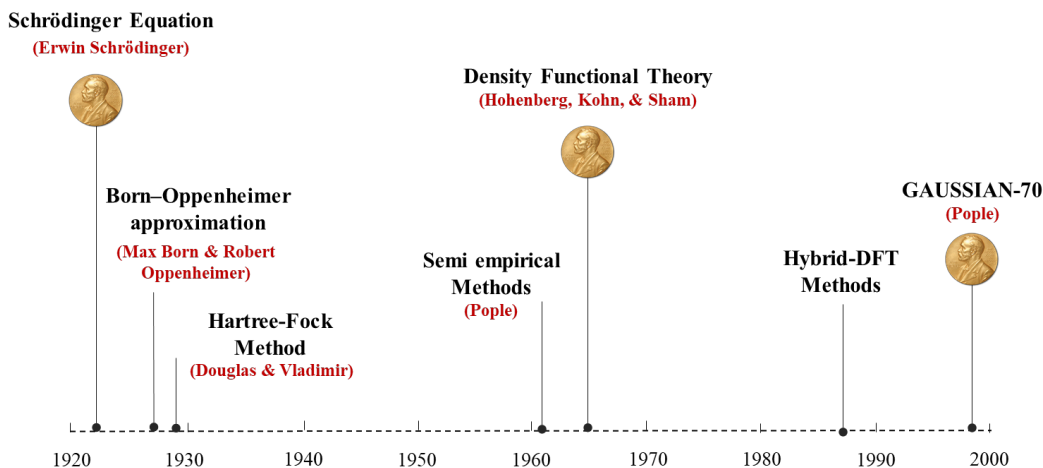 Schrödinger Equation
(Erwin Schrödinger)
Density Functional Theory
(Hohenberg, Kohn, & Sham)
Born–Oppenheimer
approximation
(Max Born & Robert
Oppenheimer)
GAUSSIAN-70
(Pople)
Semi empirical
Methods
(Pople)
Hybrid-DFT
Methods
Hartree-Fock
Method
(Douglas & Vladimir)
1920 1930 1940 1950 1960 1970 1980 1990 2000